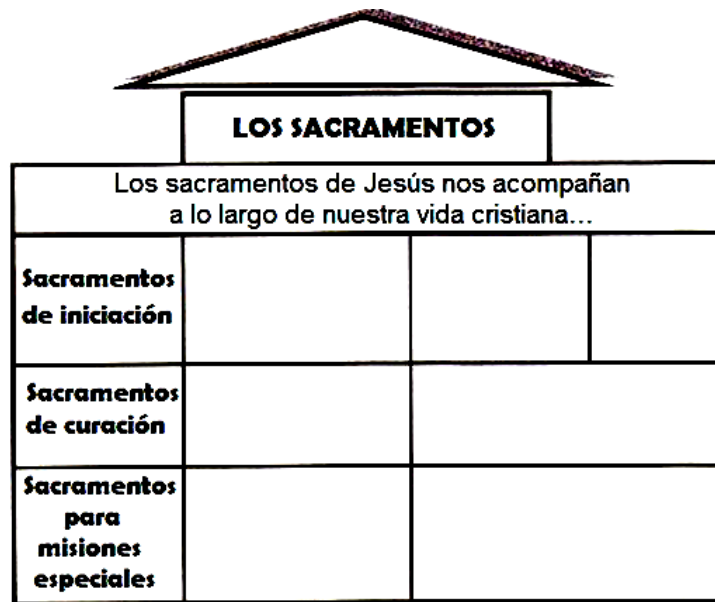 LOS SACRAMENTOS
Los sacramentos de Jesús nos acompañan
a lo largo de nuestra vida cristiana...
Sacramentos
de iniciación
Sacramentos
de curación
Sacramentos
para
misiones
especiales